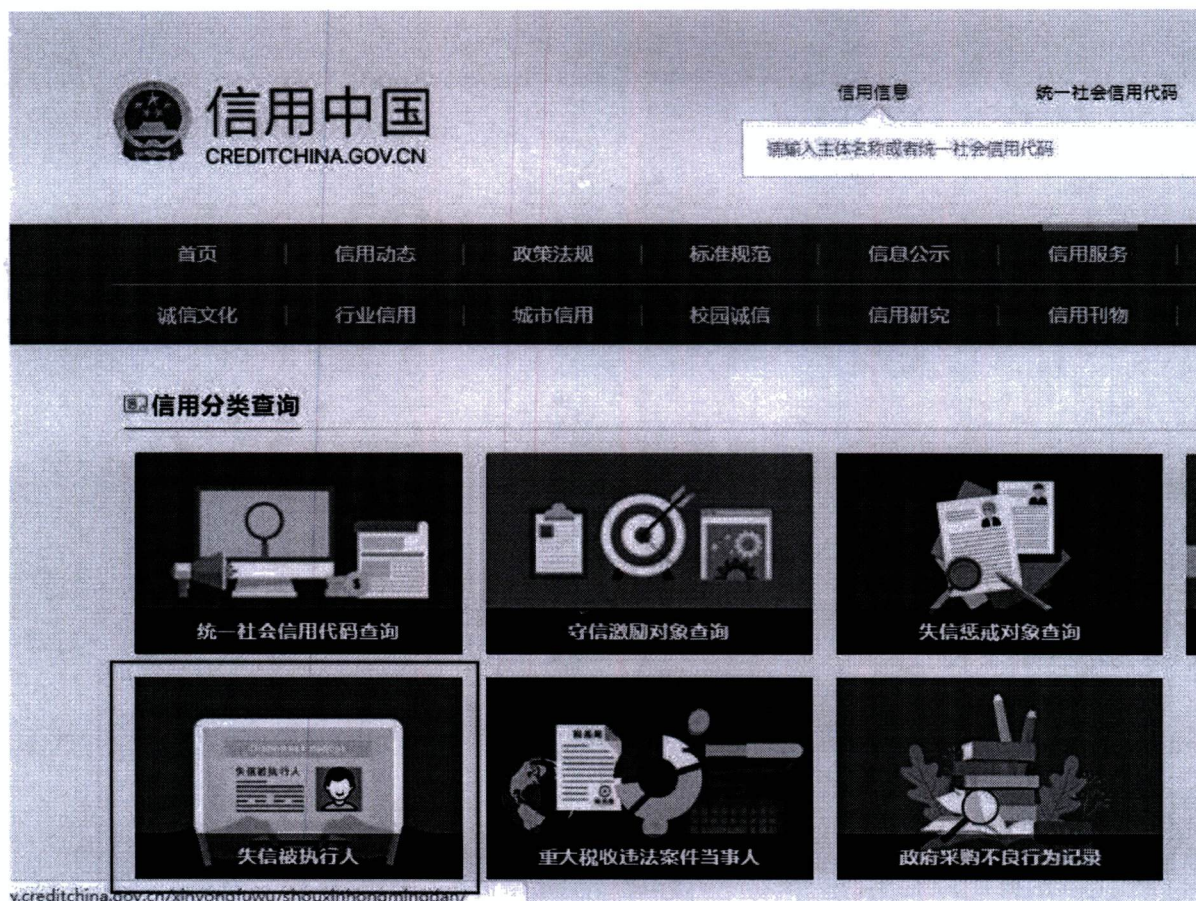 信用中国
CREDITCHINA.GOV.CN
信用信息 统一社会信用代码
请输入主体名称或者统一社会信用代码
首页 信用动态 政策法规 标准规范 信息公示 信用服务
诚信文化 行业信用 城市信用 校园诚信 信用研究 信用刊物
信用分类查询
统一社会信用代码查询 守信激励对象查询 失信惩戒对象查询
失信被执行人
失信被执行人 重大税收违法案件当事人 政府采购不良行为记录
v.creditchina.gov.cn/xinyongfuwu/shouxinhongmingdan/